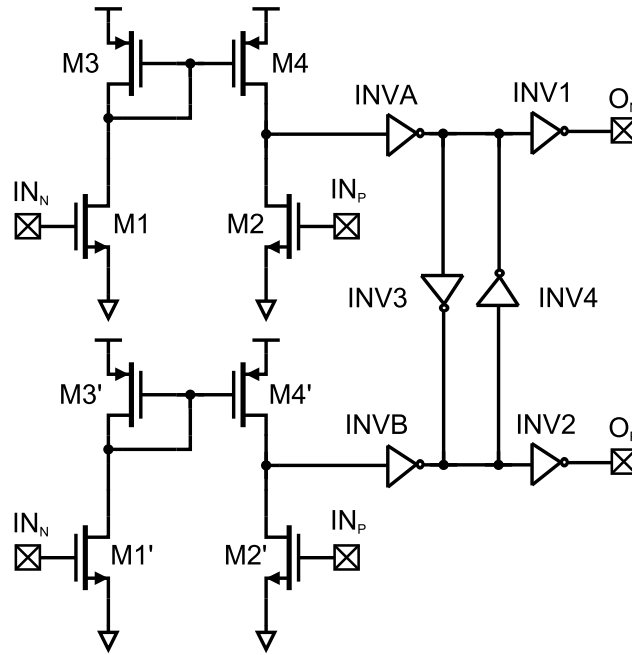 M3
M4
INVA
INV1
O
IN_N
M1
M2
IN_P
INV3
INV4
M3'
M4'
INVB
INV2
O
IN_N
M1'
M2'
IN_P